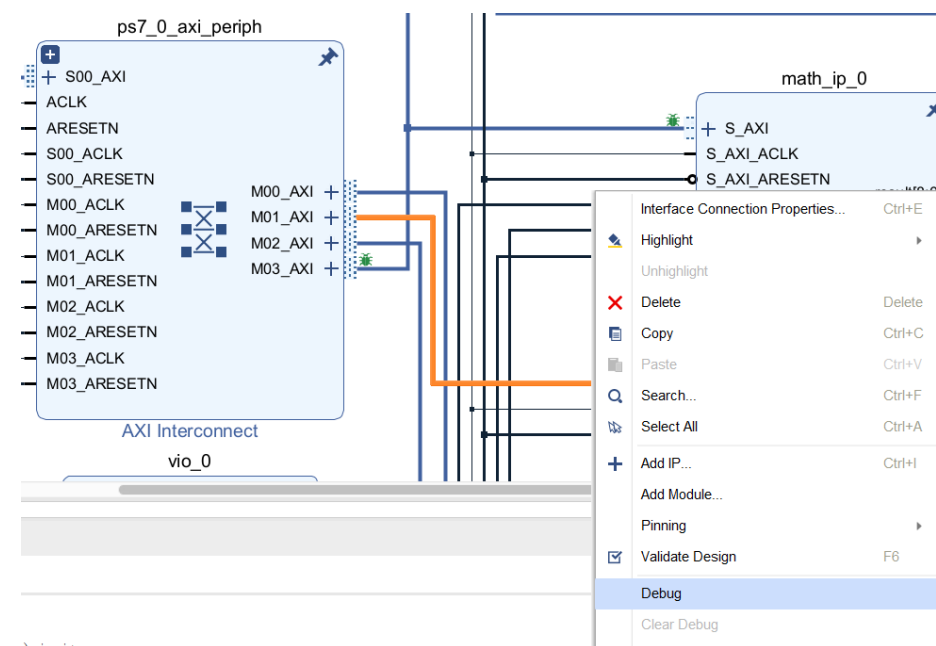 ps7_0_axi_periph
S00_AXI
ACLK
ARESETN
S00_ACLK
S00_ARESETN
M00_ACLK
M00_ARESETN
M01_ACLK
M01_ARESETN
M02_ACLK
M02_ARESETN
M03_ACLK
M03_ARESETN
M00_AXI
M01_AXI
M02_AXI
M03_AXI
AXI Interconnect
vio_0
math_ip_0
S_AXI
S_AXI_ACLK
S_AXI_ARESETN
Interface Connection Properties... Ctrl+E
Highlight
Unhighlight
Delete Delete
Copy Ctrl+C
Paste Ctrl+V
Search... Ctrl+F
Select All Ctrl+A
Add IP... Ctrl+I
Add Module...
Pinning
Validate Design F6
Debug
Clear Debug